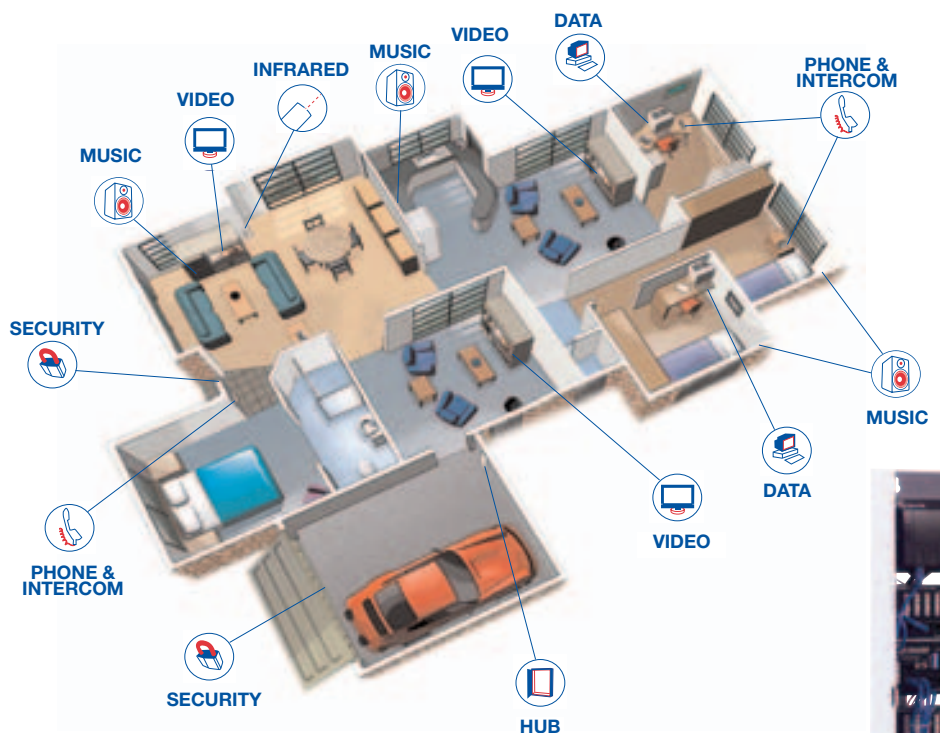 DATA
VIDEO
MUSIC
PHONE &
INTERCOM
INFRARED
VIDEO
MUSIC
SECURITY
MUSIC
DATA
VIDEO
PHONE &
INTERCOM
SECURITY
HUB